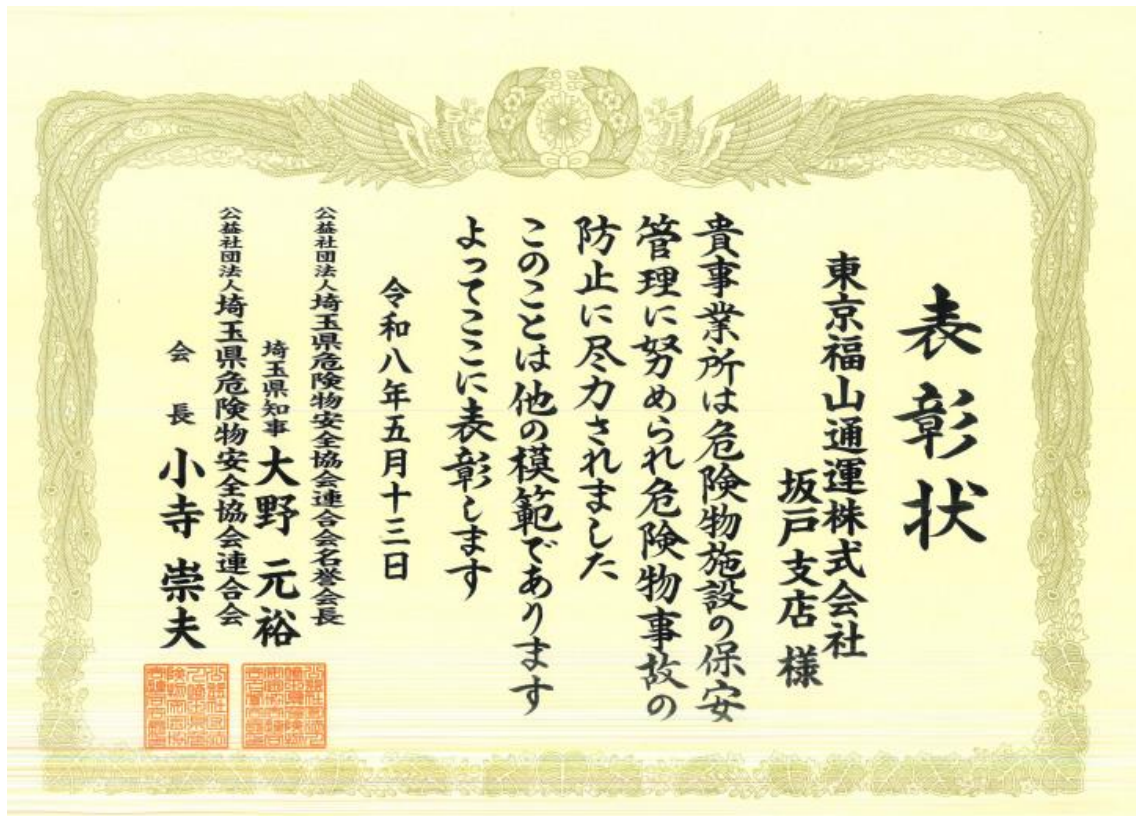 表彰状
東京福山通運株式会社
坂戸支店 様
貴事業所は危険物施設の保安
管理に努められ危険物事故の
防止に尽力されました
このことは他の模範であります
よってここに表彰します
令和八年五月十三日
公益社団法人埼玉県危険物安全協会連合会名誉会長
埼玉県知事 大野元裕
公益社団法人埼玉県危険物安全協会連合会
会長 小寺崇夫